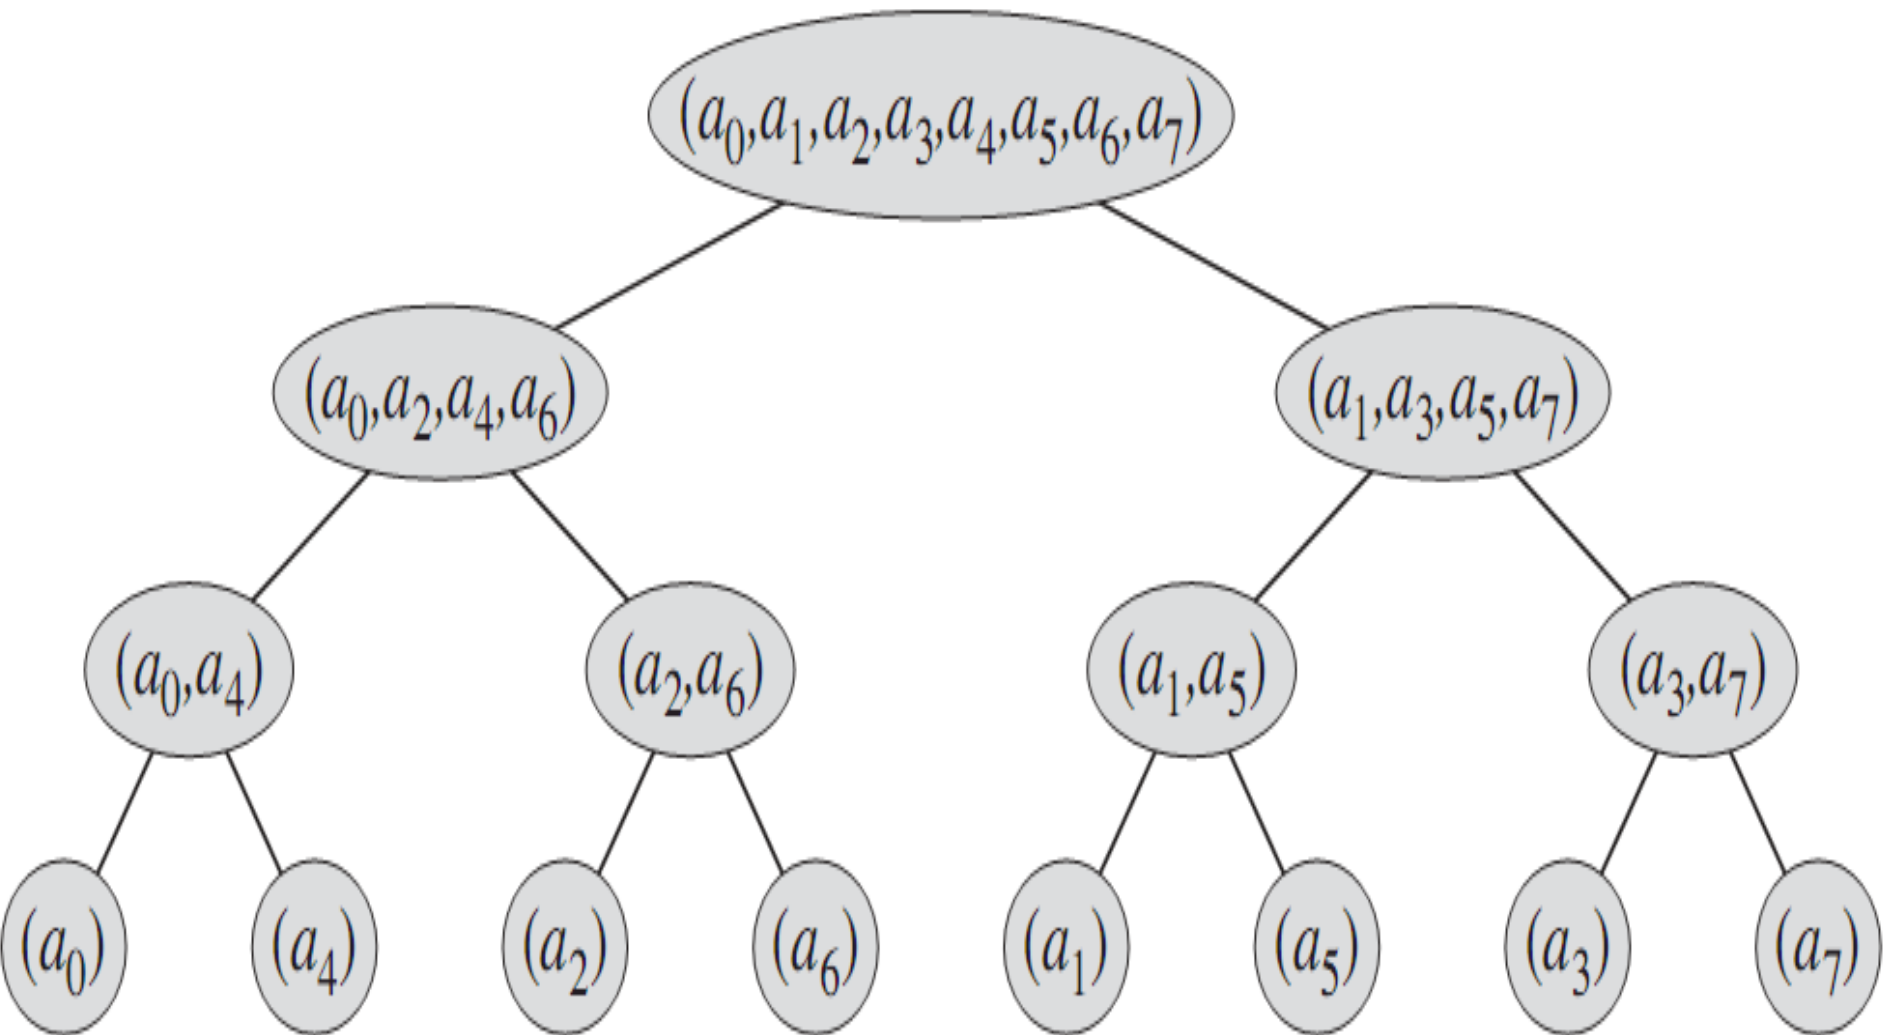 (a₀,a₁,a₂,a₃,a₄,a₅,a₆,a₇)
(a₀,a₂,a₄,a₆) (a₁,a₃,a₅,a₇)
(a₀,a₄) (a₂,a₆) (a₁,a₅) (a₃,a₇)
(a₀) (a₄) (a₂) (a₆) (a₁) (a₅) (a₃) (a₇)